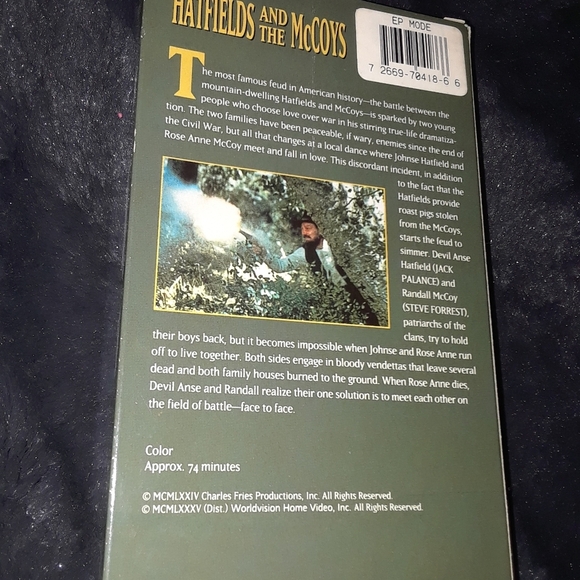 HATFIELDS AND THE McCOYS
EP MODE
7 2669-70418-6 6
The most famous feud in American history—the battle between the
mountain-dwelling Hatfields and McCoys—is sparked by two young
people who choose love over war in his stirring true-life dramatiza-
tion. The two families have been peaceable, if wary, enemies since the end of
the Civil War, but all that changes at a local dance where Johnse Hatfield and
Rose Anne McCoy meet and fall in love. This discordant incident, in addition
to the fact that the
Hatfields provide
roast pigs stolen
from the McCoys,
starts the feud to
simmer. Devil Anse
Hatfield (JACK
PALANCE) and
Randall McCoy
(STEVE FORREST),
patriarchs of the
clans, try to hold
their boys back, but it becomes impossible when Johnse and Rose Anne run
off to live together. Both sides engage in bloody vendettas that leave several
dead and both family houses burned to the ground. When Rose Anne dies,
Devil Anse and Randall realize their one solution is to meet each other on
the field of battle—face to face.
Color
Approx. 74 minutes
© MCMLXXIV Charles Fries Productions, Inc. All Rights Reserved.
© MCMLXXXV (Dist.) Worldvision Home Video, Inc. All Rights Reserved.